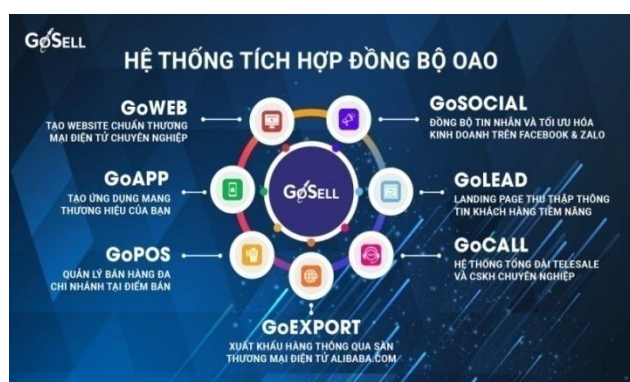 GoSELL
HỆ THỐNG TÍCH HỢP ĐỒNG BỘ OAO
GoWEB
TẠO WEBSITE CHUẨN THƯƠNG
MẠI ĐIỆN TỬ CHUYÊN NGHIỆP
GoSOCIAL
ĐỒNG BỘ TIN NHẮN VÀ TỐI ƯU HÓA
KINH DOANH TRÊN FACEBOOK & ZALO
GoAPP
TẠO ỨNG DỤNG MANG
THƯƠNG HIỆU CỦA BẠN
GoSELL
GoLEAD
LANDING PAGE THU THẬP THÔNG
TIN KHÁCH HÀNG TIỀM NĂNG
GoPOS
QUẢN LÝ BÁN HÀNG ĐA
CHI NHÁNH TẠI ĐIỂM BÁN
GoCALL
HỆ THỐNG TỔNG ĐÀI TELESALE
VÀ CSKH CHUYÊN NGHIỆP
GoEXPORT
XUẤT KHẨU HÀNG THÔNG QUA SÀN
THƯƠNG MẠI ĐIỆN TỬ ALIBABA.COM